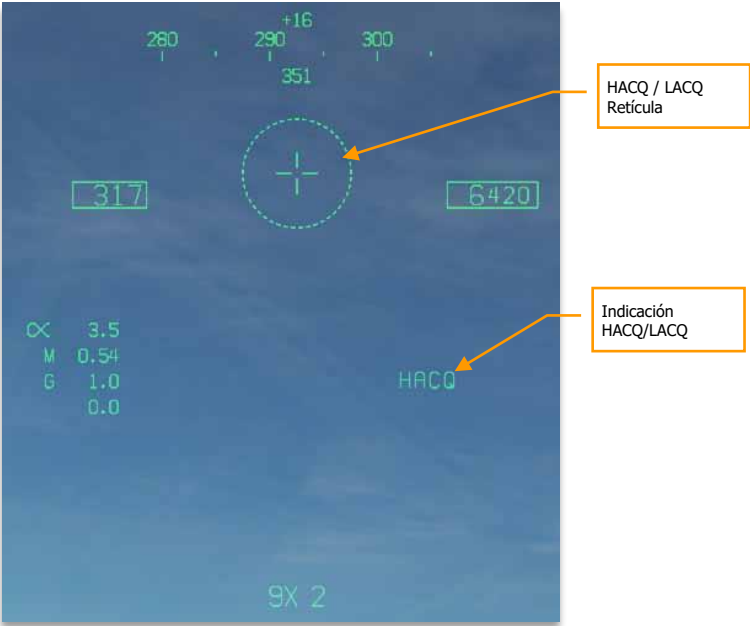 +16
280 290 300
351
317
6420
HACQ / LACQ
Retícula
Indicación
HACQ/LACQ
α 3.5
M 0.54
G 1.0
0.0
HACQ
9X 2